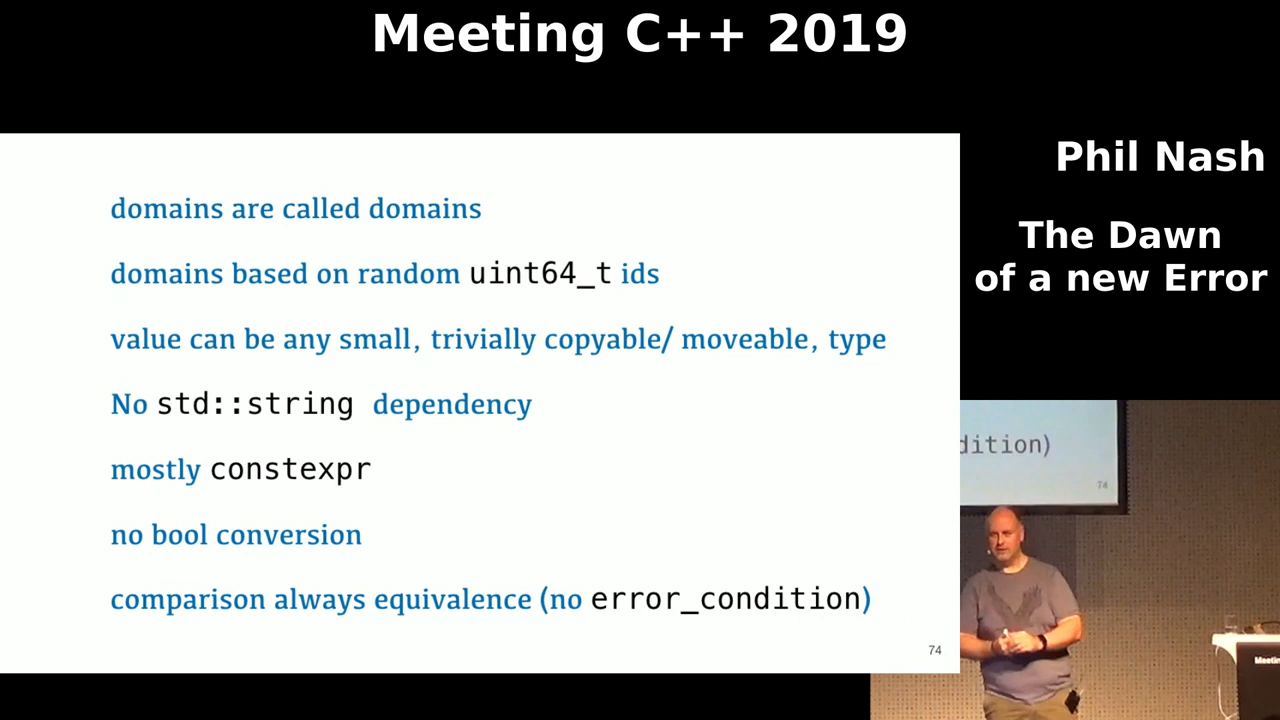 Meeting C++ 2019
domains are called domains
domains based on random uint64_t ids
value can be any small, trivially copyable/ moveable, type
No std::string dependency
mostly constexpr
no bool conversion
comparison always equivalence (no error_condition)
74
Phil Nash
The Dawn
of a new Error
dition)
74
Meetin